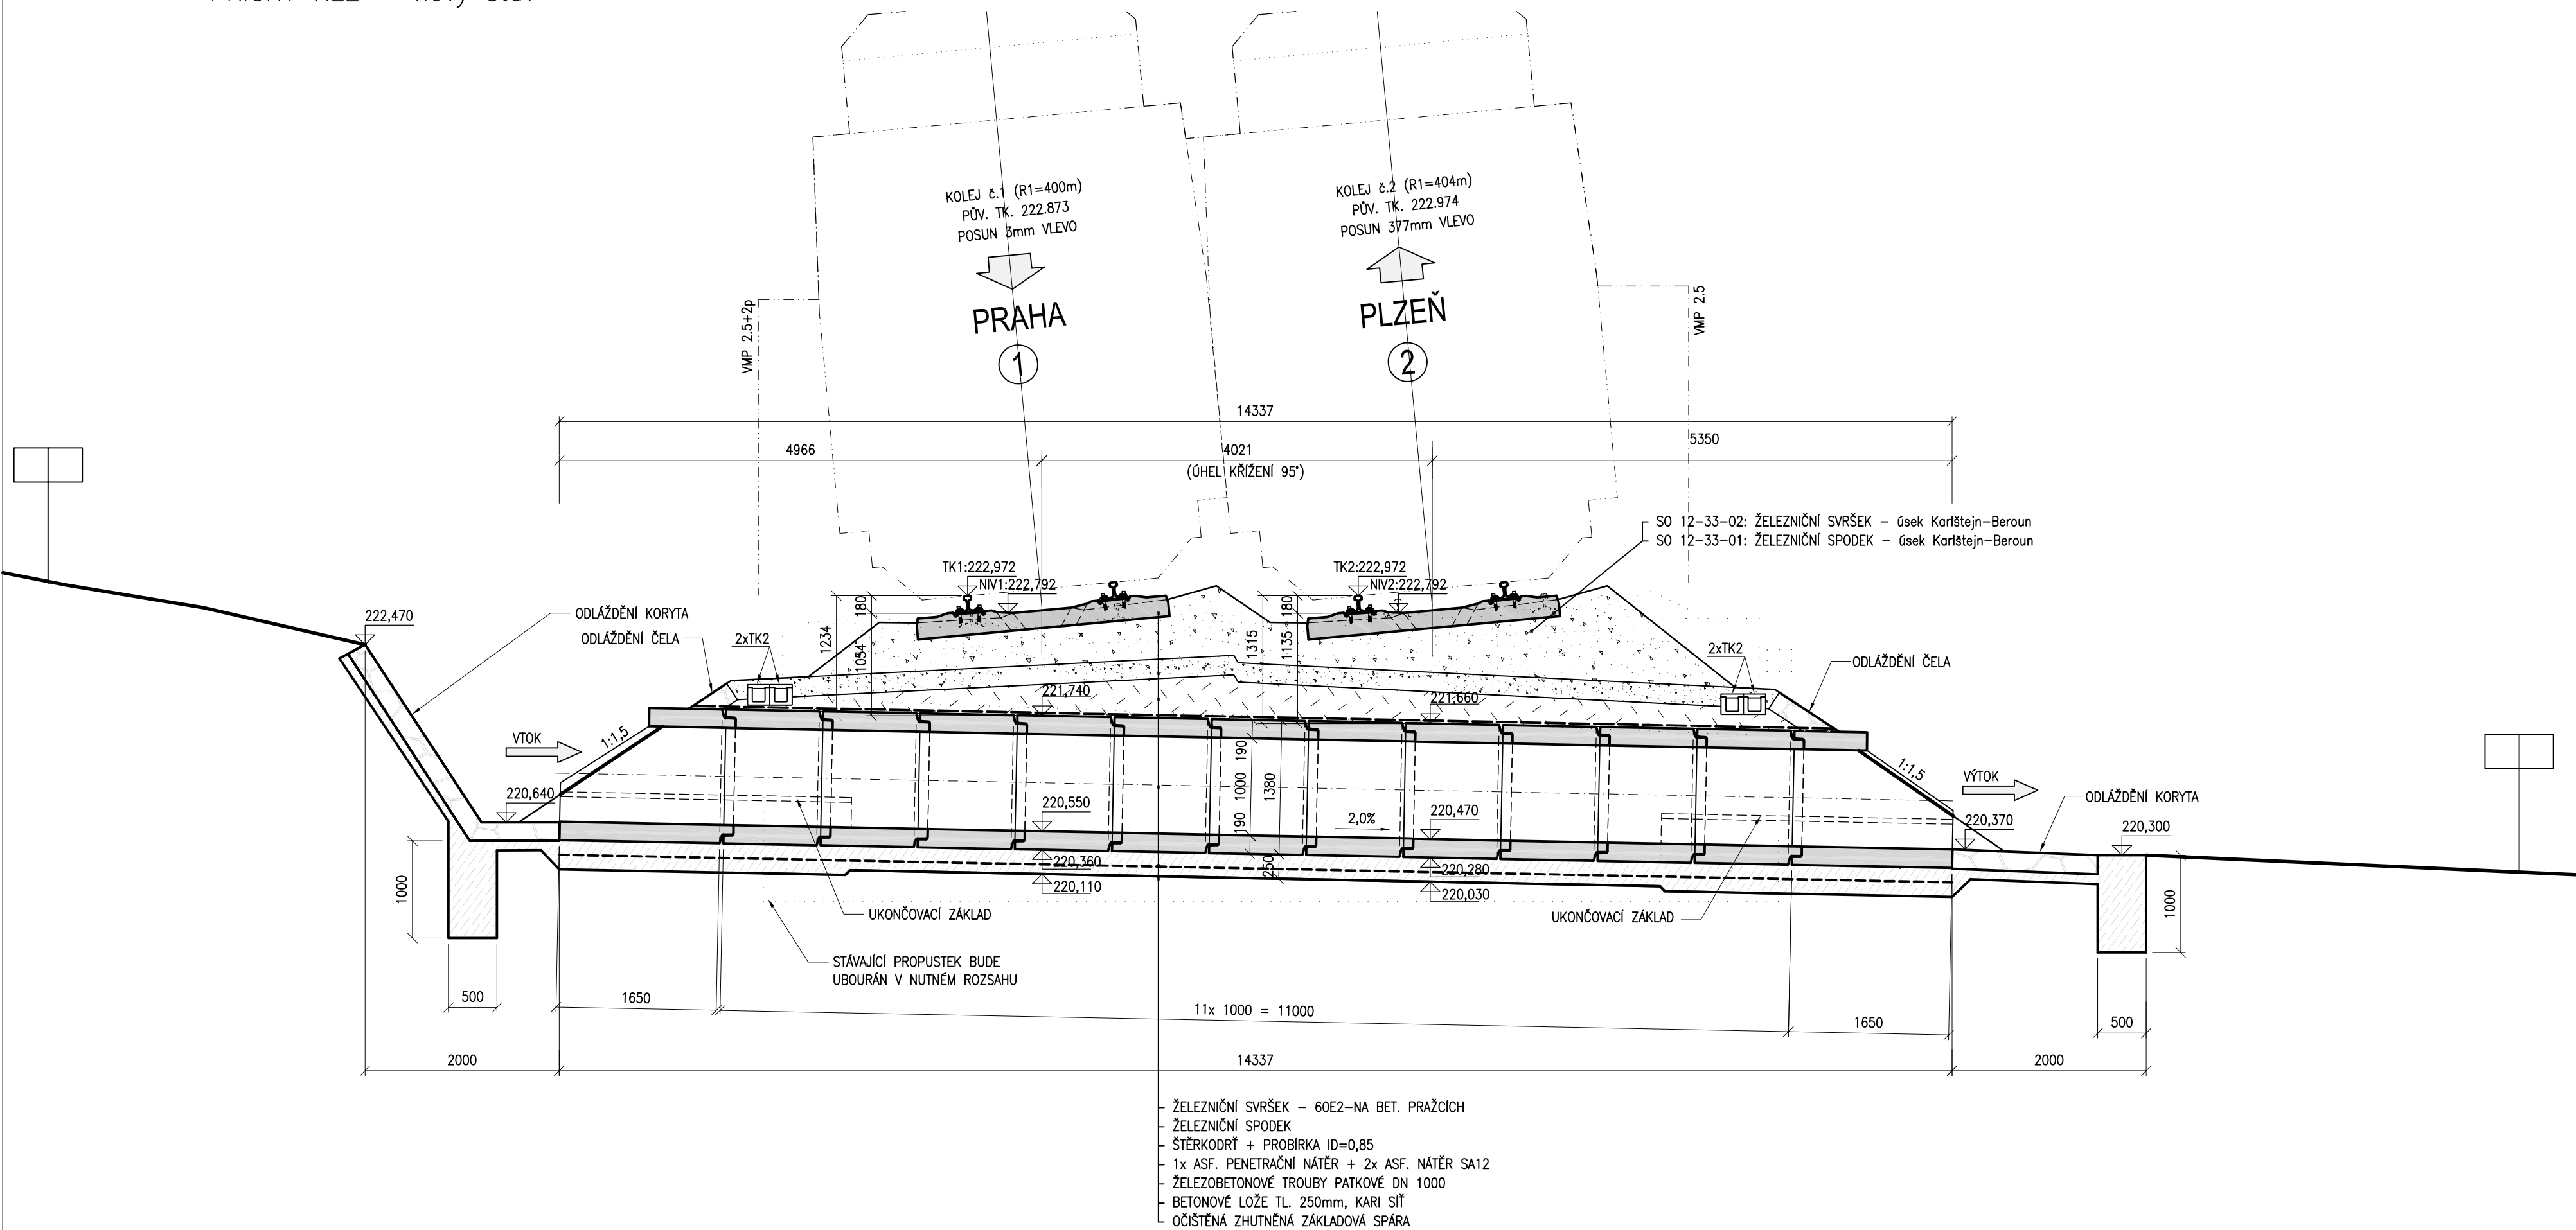 KOLEJ č.1 (R1=400m)
PŮV. TK. 222.873
POSUN 3mm VLEVO
PRAHA
1
KOLEJ č.2 (R1=404m)
PŮV. TK. 222.974
POSUN 377mm VLEVO
PLZEŇ
2
VMP 2.5+2p
VMP 2.5
14337
4966
4021
5350
(ÚHEL KŘÍŽENÍ 95°)
SO 12-33-02: ŽELEZNIČNÍ SVRŠEK – úsek Karlštejn-Beroun
SO 12-33-01: ŽELEZNIČNÍ SPODEK – úsek Karlštejn-Beroun
TK1:222,972
NIV1:222,792
TK2:222,972
NIV2:222,792
180
1234
1054
180
1315
1135
222,470
ODLÁŽDĚNÍ KORYTA
ODLÁŽDĚNÍ ČELA
2xTK2
2xTK2
ODLÁŽDĚNÍ ČELA
221,740
221,660
VTOK
1:1,5
190
1000
190
1380
250
1:1,5
VÝTOK
220,640
220,550
2,0%
220,470
220,370
ODLÁŽDĚNÍ KORYTA
220,300
220,360
220,280
220,110
220,030
1000
1000
UKONČOVACÍ ZÁKLAD
UKONČOVACÍ ZÁKLAD
STÁVAJÍCÍ PROPUSTEK BUDE
UBOURÁN V NUTNÉM ROZSAHU
500
1650
11x 1000 = 11000
1650
500
2000
14337
2000
ŽELEZNIČNÍ SVRŠEK – 60E2-NA BET. PRAŽCÍCH
ŽELEZNIČNÍ SPODEK
ŠTĚRKODRŤ + PROBÍRKA ID=0,85
1x ASF. PENETRAČNÍ NÁTĚR + 2x ASF. NÁTĚR SA12
ŽELEZOBETONOVÉ TROUBY PATKOVÉ DN 1000
BETONOVÉ LOŽE TL. 250mm, KARI SÍŤ
OČIŠTĚNÁ ZHUTNĚNÁ ZÁKLADOVÁ SPÁRA